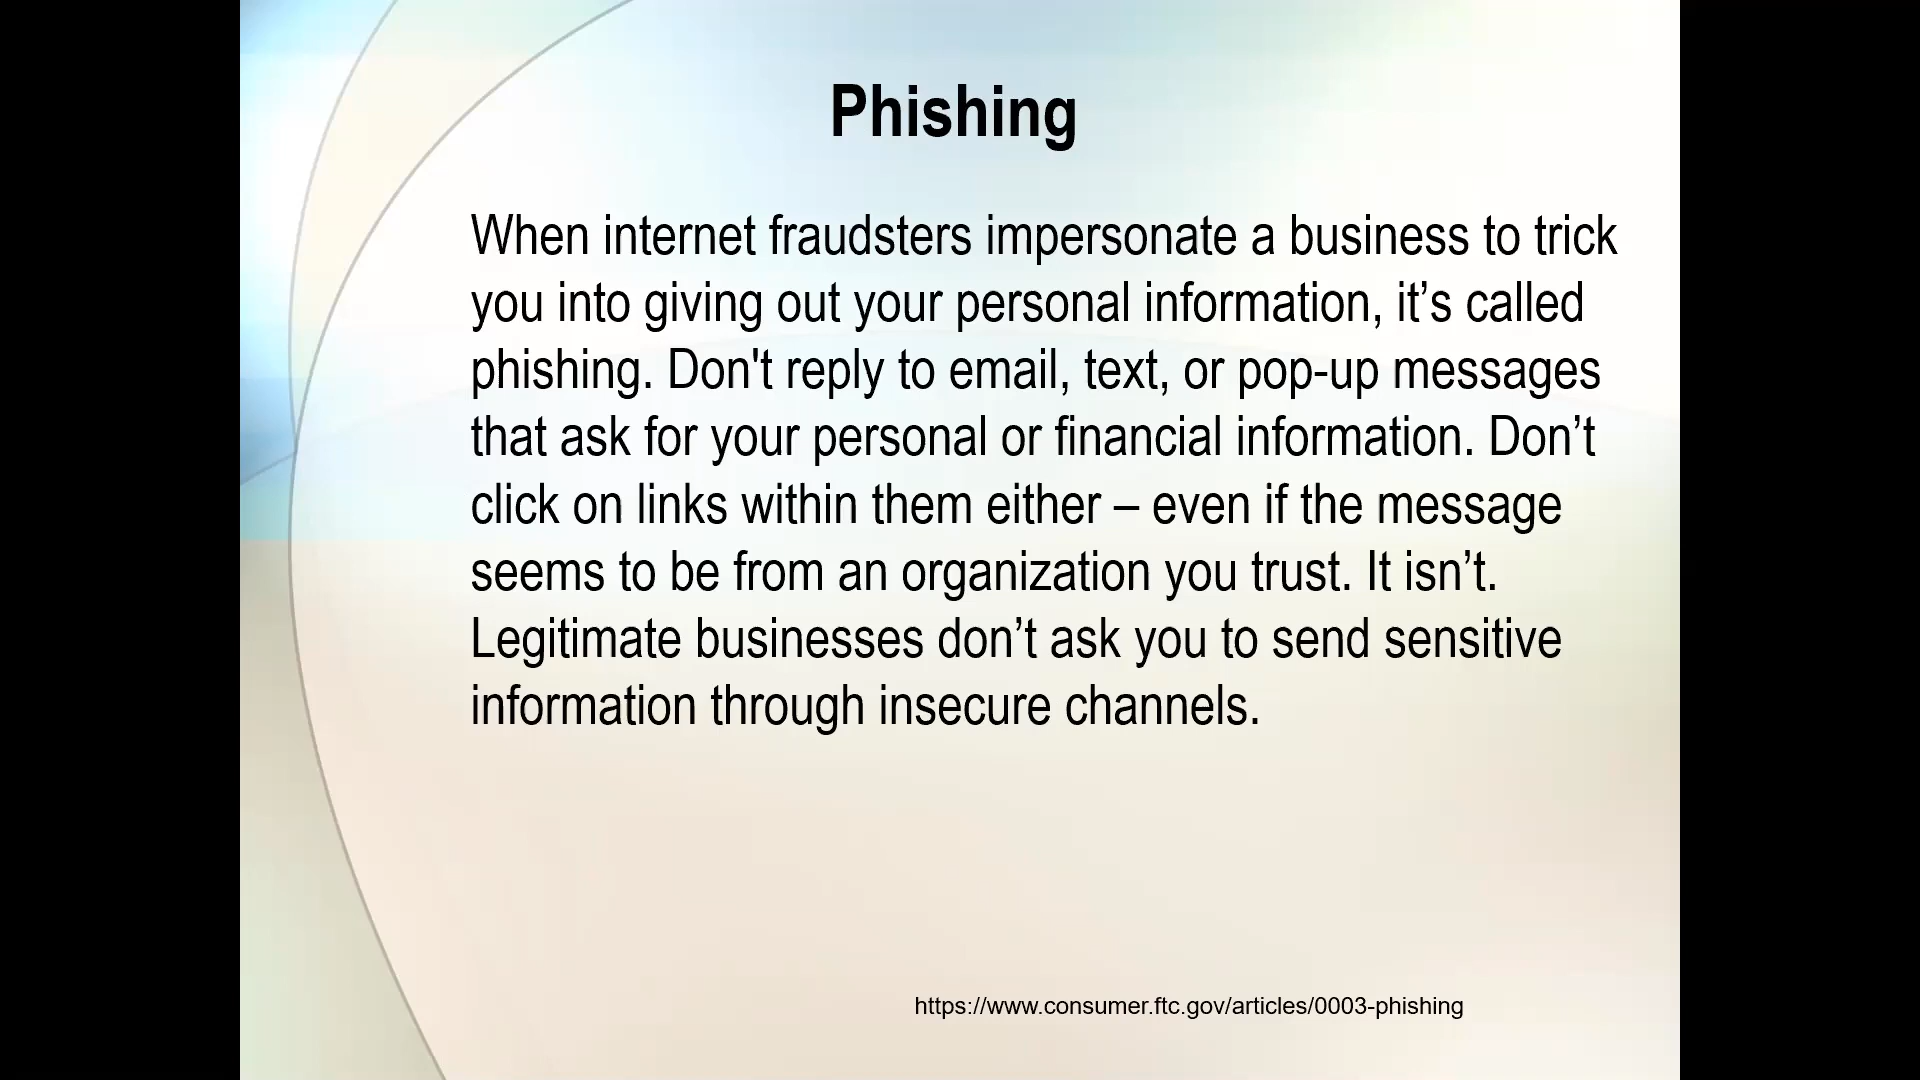 Phishing
When internet fraudsters impersonate a business to trick
you into giving out your personal information, it’s called
phishing. Don't reply to email, text, or pop-up messages
that ask for your personal or financial information. Don’t
click on links within them either – even if the message
seems to be from an organization you trust. It isn’t.
Legitimate businesses don’t ask you to send sensitive
information through insecure channels.
https://www.consumer.ftc.gov/articles/0003-phishing